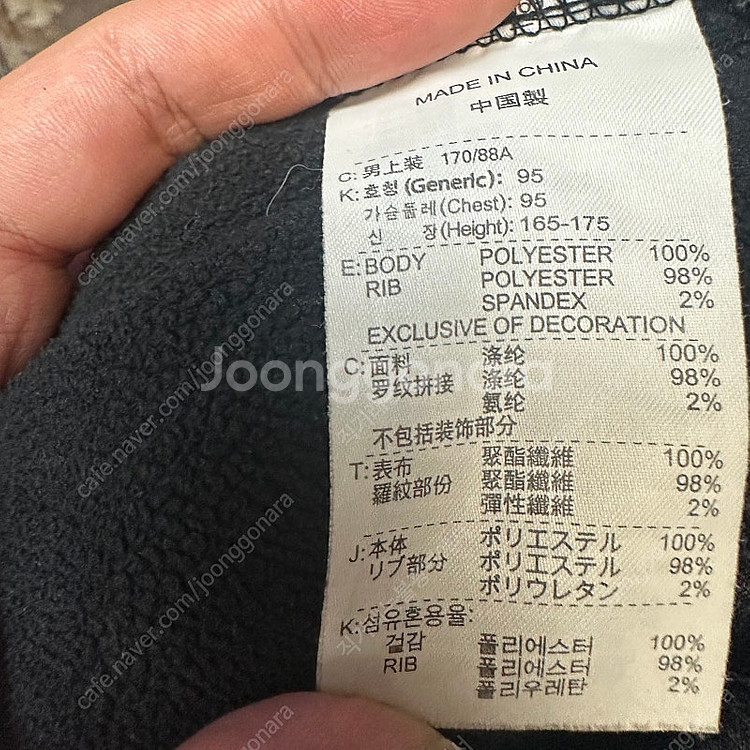 MADE IN CHINA
中国製
C: 男上装 170/88A
K: 호칭 (Generic): 95
가슴둘레(Chest): 95
신 장(Height): 165-175
E: BODY POLYESTER 100%
RIB POLYESTER 98%
SPANDEX 2%
EXCLUSIVE OF DECORATION
C: 面料 涤纶 100%
罗纹拼接 涤纶 98%
氨纶 2%
不包括装饰部分
T: 表布 聚酯纖維 100%
羅紋部份 聚酯纖維 98%
彈性纖維 2%
J: 本体 ポリエステル 100%
リブ部分 ポリエステル 98%
ポリウレタン 2%
K: 섬유혼용율:
겉감 폴리에스터 100%
RIB 폴리에스터 98%
폴리우레탄 2%
Joonggonara
cafe.naver.com/joonggonara
cafe.naver.com/joonggonara
cafe.naver.com/joonggonara